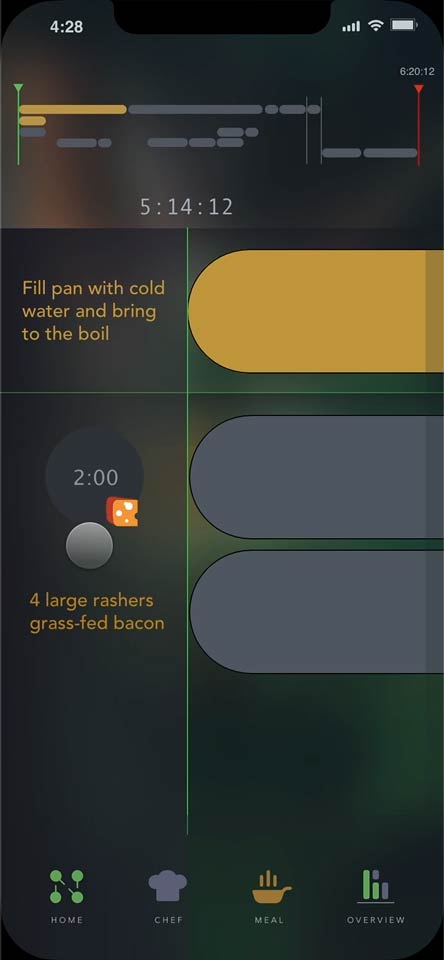 4:28
6:20:12
5:14:12
Fill pan with cold
water and bring
to the boil
2:00
4 large rashers
grass-fed bacon
HOME
CHEF
MEAL
OVERVIEW